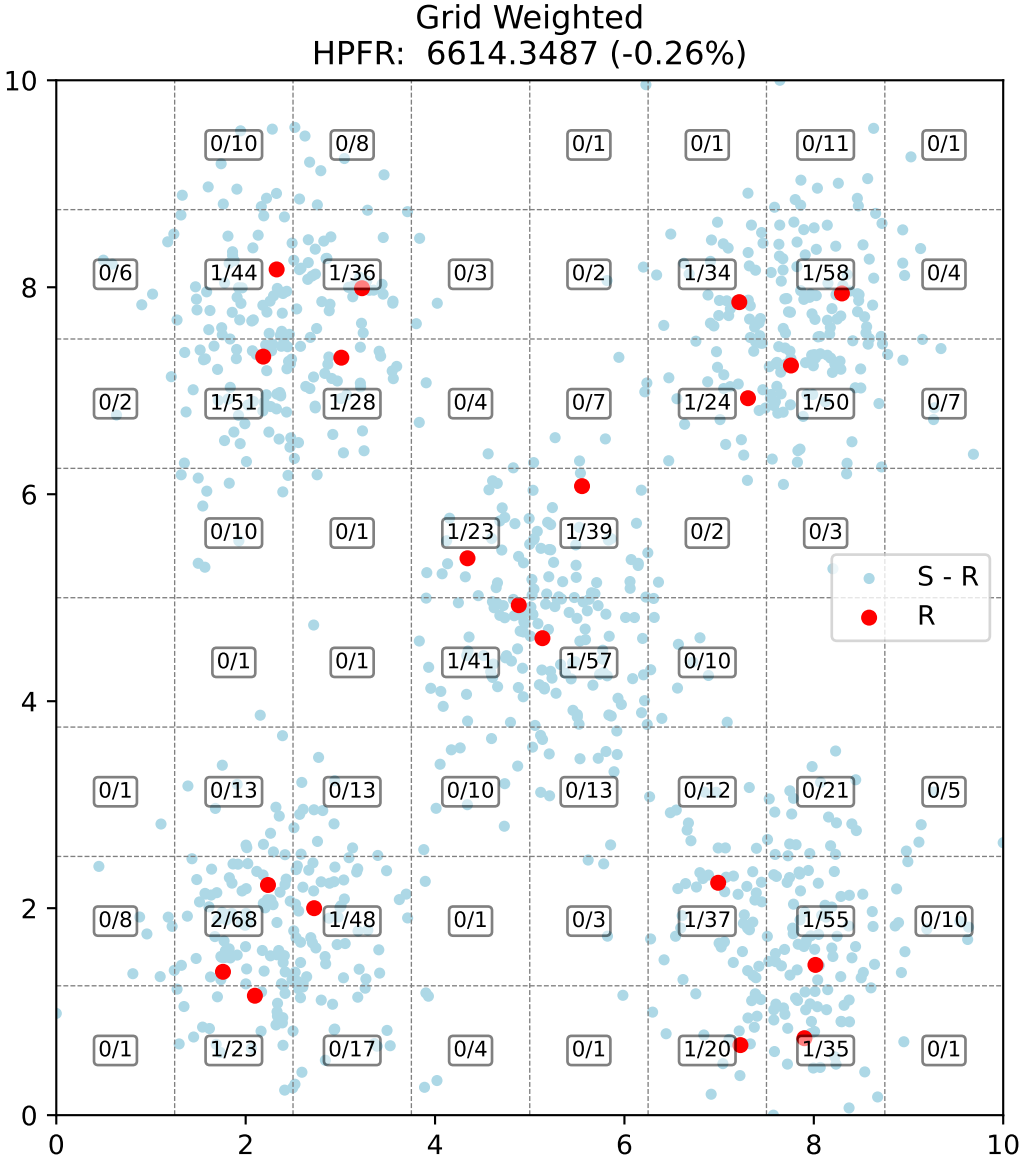 Grid Weighted
HPFR:  6614.3487 (-0.26%)
10
0/10 0/8 0/1 0/1 0/11 0/1
8
0/6 1/44 1/36 0/3 0/2 1/34 1/58 0/4
0/2 1/51 1/28 0/4 0/7 1/24 1/50 0/7
6
0/10 0/1 1/23 1/39 0/2 0/3
S - R
R
0/1 0/1 1/41 1/57 0/10
4
0/1 0/13 0/13 0/10 0/13 0/12 0/21 0/5
2
0/8 2/68 1/48 0/1 0/3 1/37 1/55 0/10
0/1 1/23 0/17 0/4 0/1 1/20 1/35 0/1
0
0 2 4 6 8 10